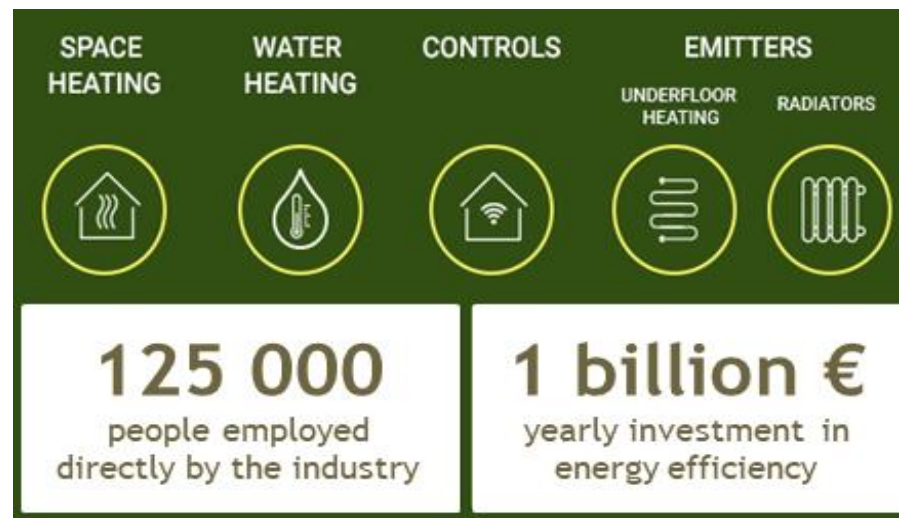 SPACE
HEATING
WATER
HEATING
CONTROLS
EMITTERS
UNDERFLOOR
HEATING
RADIATORS
125 000
people employed
directly by the industry
1 billion €
yearly investment in
energy efficiency